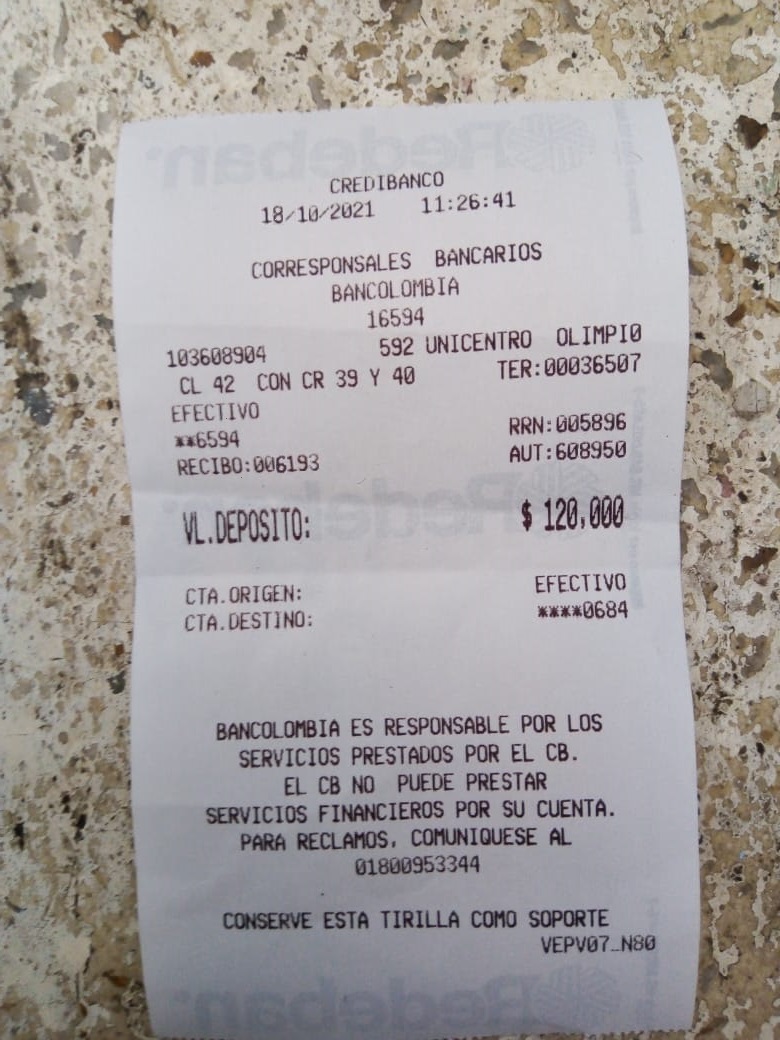 CREDIBANCO
18/10/2021 11:26:41
CORRESPONSALES BANCARIOS
BANCOLOMBIA
16594
103608904 592 UNICENTRO OLIMPIO
CL 42 CON CR 39 Y 40 TER:00036507
EFECTIVO
**6594 RRN:005896
RECIBO:006193 AUT:608950
VL.DEPOSITO: $ 120,000
CTA.ORIGEN: EFECTIVO
CTA.DESTINO: ****0684
BANCOLOMBIA ES RESPONSABLE POR LOS
SERVICIOS PRESTADOS POR EL CB.
EL CB NO PUEDE PRESTAR
SERVICIOS FINANCIEROS POR SU CUENTA.
PARA RECLAMOS, COMUNIQUESE AL
01800953344
CONSERVE ESTA TIRILLA COMO SOPORTE
VEPV07_N80
Redeban
Redeban
Redeban